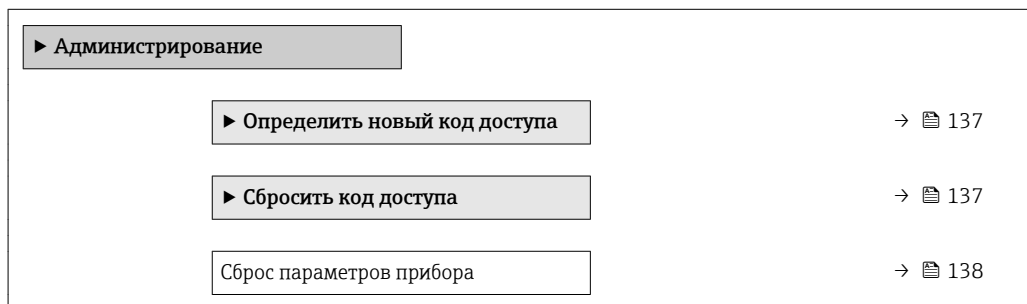 ▶ Администрирование
▶ Определить новый код доступа → 137
▶ Сбросить код доступа → 137
Сброс параметров прибора → 138